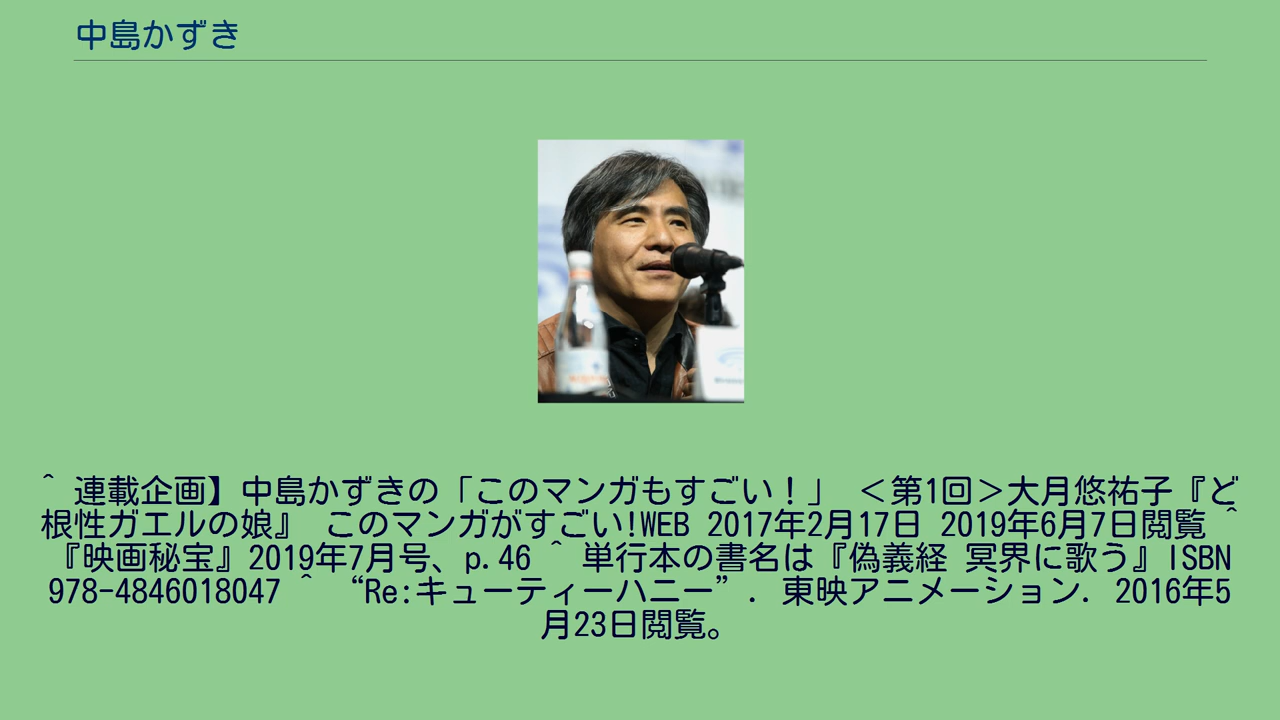 中島かずき
^ 連載企画】中島かずきの「このマンガもすごい！」 ＜第1回＞大月悠祐子『ど
根性ガエルの娘』 このマンガがすごい!WEB 2017年2月17日 2019年6月7日閲覧 ^
『映画秘宝』2019年7月号、p.46 ^ 単行本の書名は『偽義経 冥界に歌う』ISBN
978-4846018047 ^ “Re:キューティーハニー”. 東映アニメーション. 2016年5
月23日閲覧。